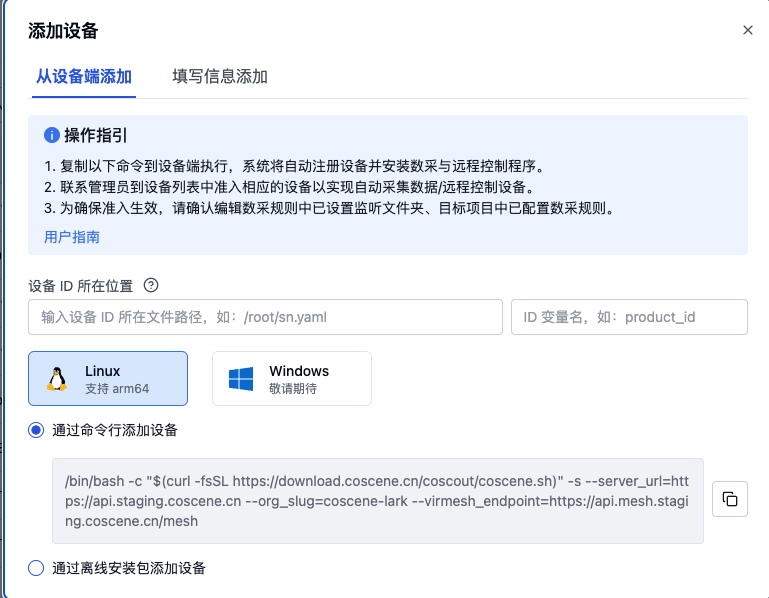 添加设备
从设备端添加 填写信息添加
操作指引
1. 复制以下命令到设备端执行，系统将自动注册设备并安装数采与远程控制程序。
2. 联系管理员到设备列表中准入相应的设备以实现自动采集数据/远程控制设备。
3. 为确保准入生效，请确认编辑数采规则中已设置监听文件夹、目标项目中已配置数采规则。
用户指南
设备 ID 所在位置
输入设备 ID 所在文件路径，如：/root/sn.yaml ID 变量名，如：product_id
Linux Windows
支持 arm64 敬请期待
通过命令行添加设备
/bin/bash -c "$(curl -fsSL https://download.coscene.cn/coscout/coscene.sh)" -s --server_url=htt
ps://api.staging.coscene.cn --org_slug=coscene-lark --virmesh_endpoint=https://api.mesh.stagi
ng.coscene.cn/mesh
通过离线安装包添加设备